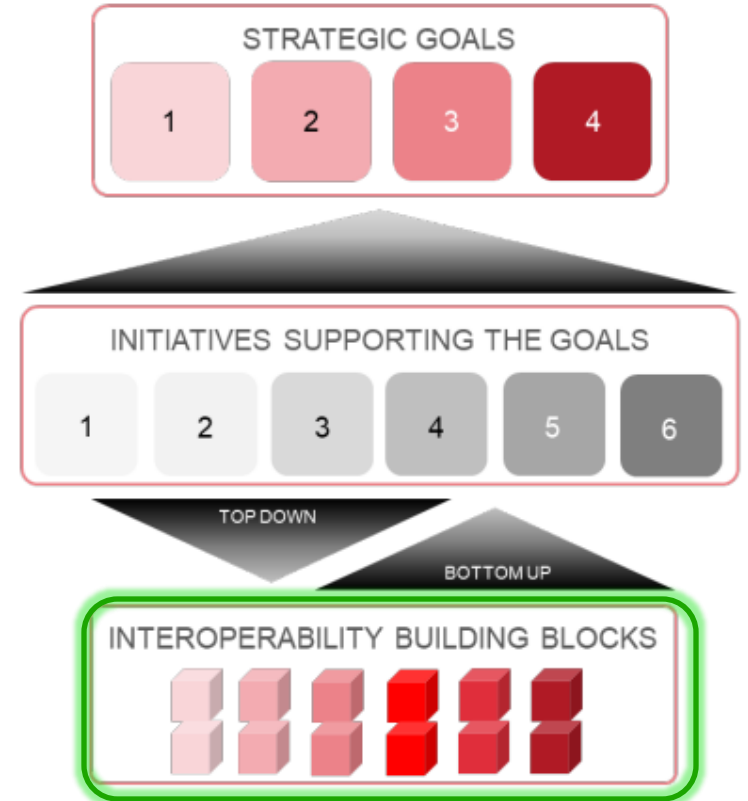 STRATEGIC GOALS
1 2 3 4
INITIATIVES SUPPORTING THE GOALS
1 2 3 4 5 6
TOP DOWN
BOTTOM UP
INTEROPERABILITY BUILDING BLOCKS